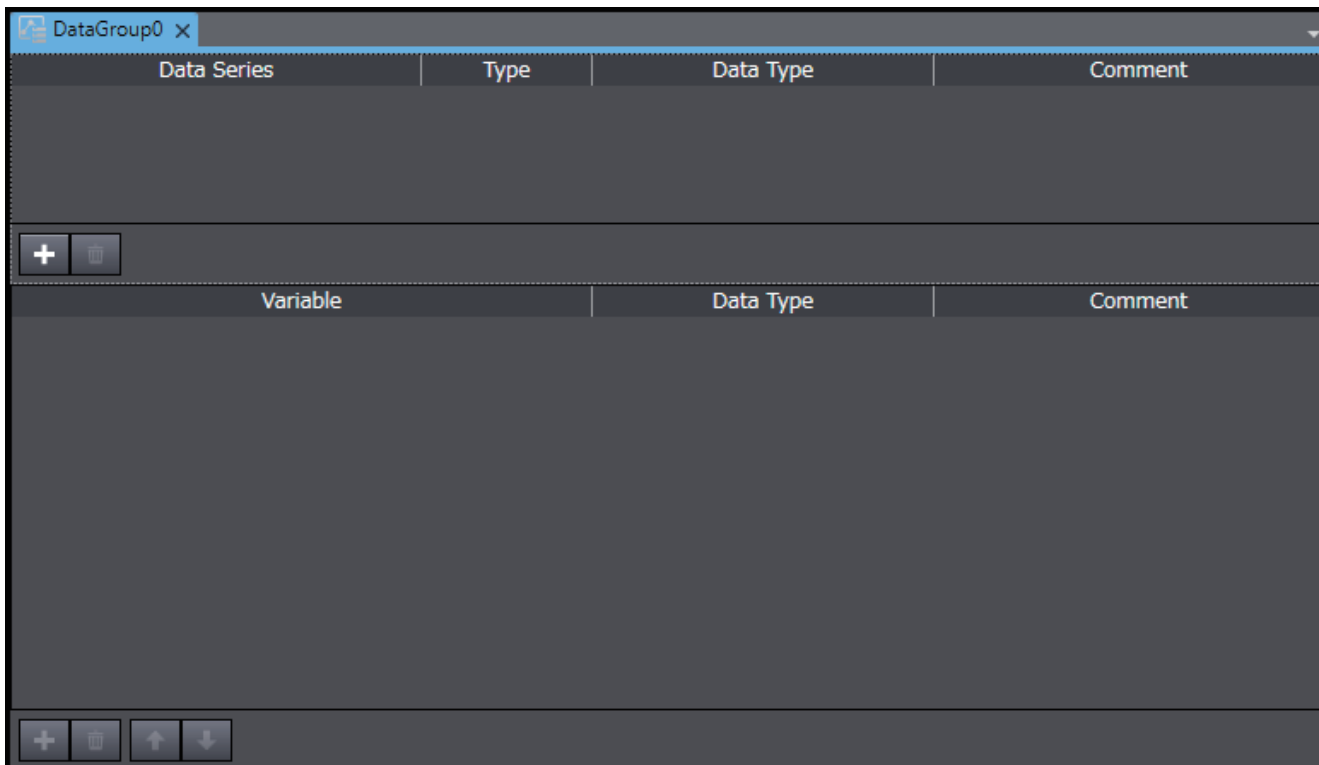 DataGroup0
Data Series Type Data Type Comment
Variable Data Type Comment